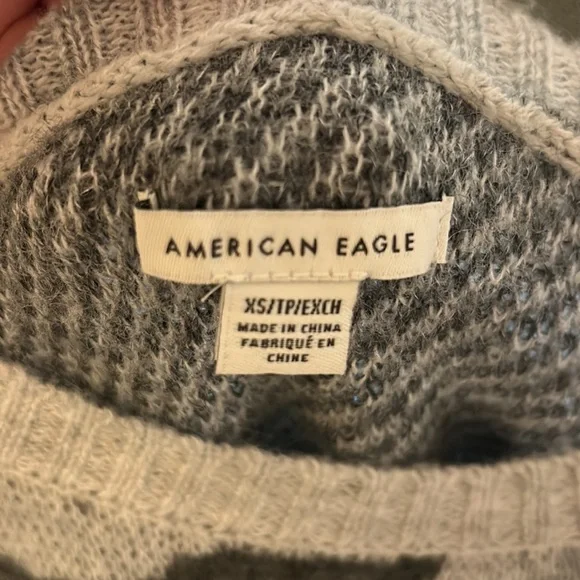 AMERICAN EAGLE
XS/TP/EXCH
MADE IN CHINA
FABRIQUÉ EN
CHINE